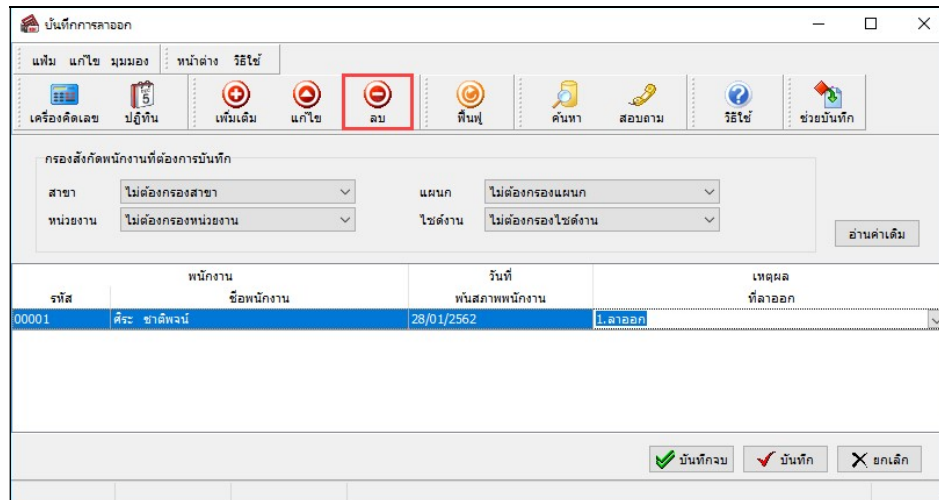 บันทึกการลาออก
แฟ้ม แก้ไข มุมมอง หน้าต่าง วิธีใช้
เครื่องคิดเลข ปฏิทิน เพิ่มเติม แก้ไข ลบ ฟื้นฟู ค้นหา สอบถาม วิธีใช้ ช่วยบันทึก
กรองสังกัดพนักงานที่ต้องการบันทึก
สาขา ไม่ต้องกรองสาขา แผนก ไม่ต้องกรองแผนก
หน่วยงาน ไม่ต้องกรองหน่วยงาน ไซด์งาน ไม่ต้องกรองไซด์งาน
อ่านค่าเดิม
พนักงาน วันที่ เหตุผล
รหัส ชื่อพนักงาน พ้นสภาพพนักงาน ที่ลาออก
00001 ศิระ ชาติพจน์ 28/01/2562 1.ลาออก
บันทึกจบ บันทึก ยกเลิก